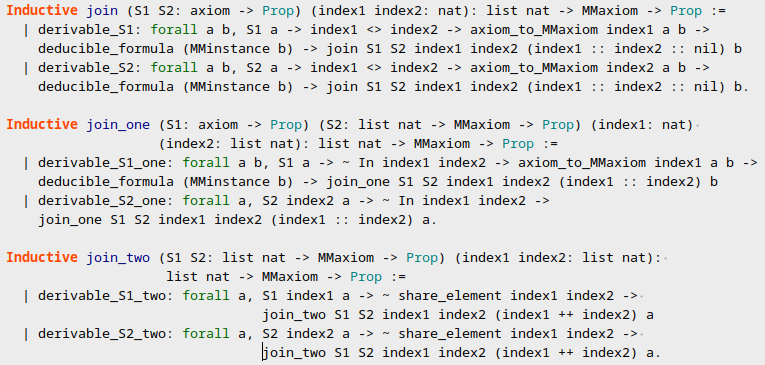 Inductive join (S1 S2: axiom -> Prop) (index1 index2: nat): list nat -> MMaxiom -> Prop :=
| derivable_S1: forall a b, S1 a -> index1 <> index2 -> axiom_to_MMaxiom index1 a b ->
deducible_formula (MMinstance b) -> join S1 S2 index1 index2 (index1 :: index2 :: nil) b
| derivable_S2: forall a b, S2 a -> index1 <> index2 -> axiom_to_MMaxiom index2 a b ->
deducible_formula (MMinstance b) -> join S1 S2 index1 index2 (index1 :: index2 :: nil) b.
Inductive join_one (S1: axiom -> Prop) (S2: list nat -> MMaxiom -> Prop) (index1: nat)
(index2: list nat): list nat -> MMaxiom -> Prop :=
| derivable_S1_one: forall a b, S1 a -> ~ In index1 index2 -> axiom_to_MMaxiom index1 a b ->
deducible_formula (MMinstance b) -> join_one S1 S2 index1 index2 (index1 :: index2) b
| derivable_S2_one: forall a, S2 index2 a -> ~ In index1 index2 ->
join_one S1 S2 index1 index2 (index1 :: index2) a.
Inductive join_two (S1 S2: list nat -> MMaxiom -> Prop) (index1 index2: list nat):
list nat -> MMaxiom -> Prop :=
| derivable_S1_two: forall a, S1 index1 a -> ~ share_element index1 index2 ->
join_two S1 S2 index1 index2 (index1 ++ index2) a
| derivable_S2_two: forall a, S2 index2 a -> ~ share_element index1 index2 ->
join_two S1 S2 index1 index2 (index1 ++ index2) a.